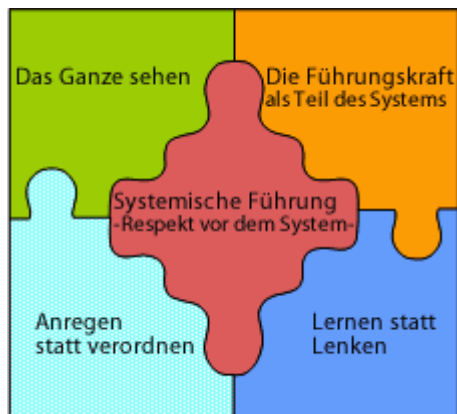 Das Ganze sehen
Die Führungskraft
als Teil des Systems
Systemische Führung
-Respekt vor dem System-
Anregen
statt verordnen
Lernen statt
Lenken